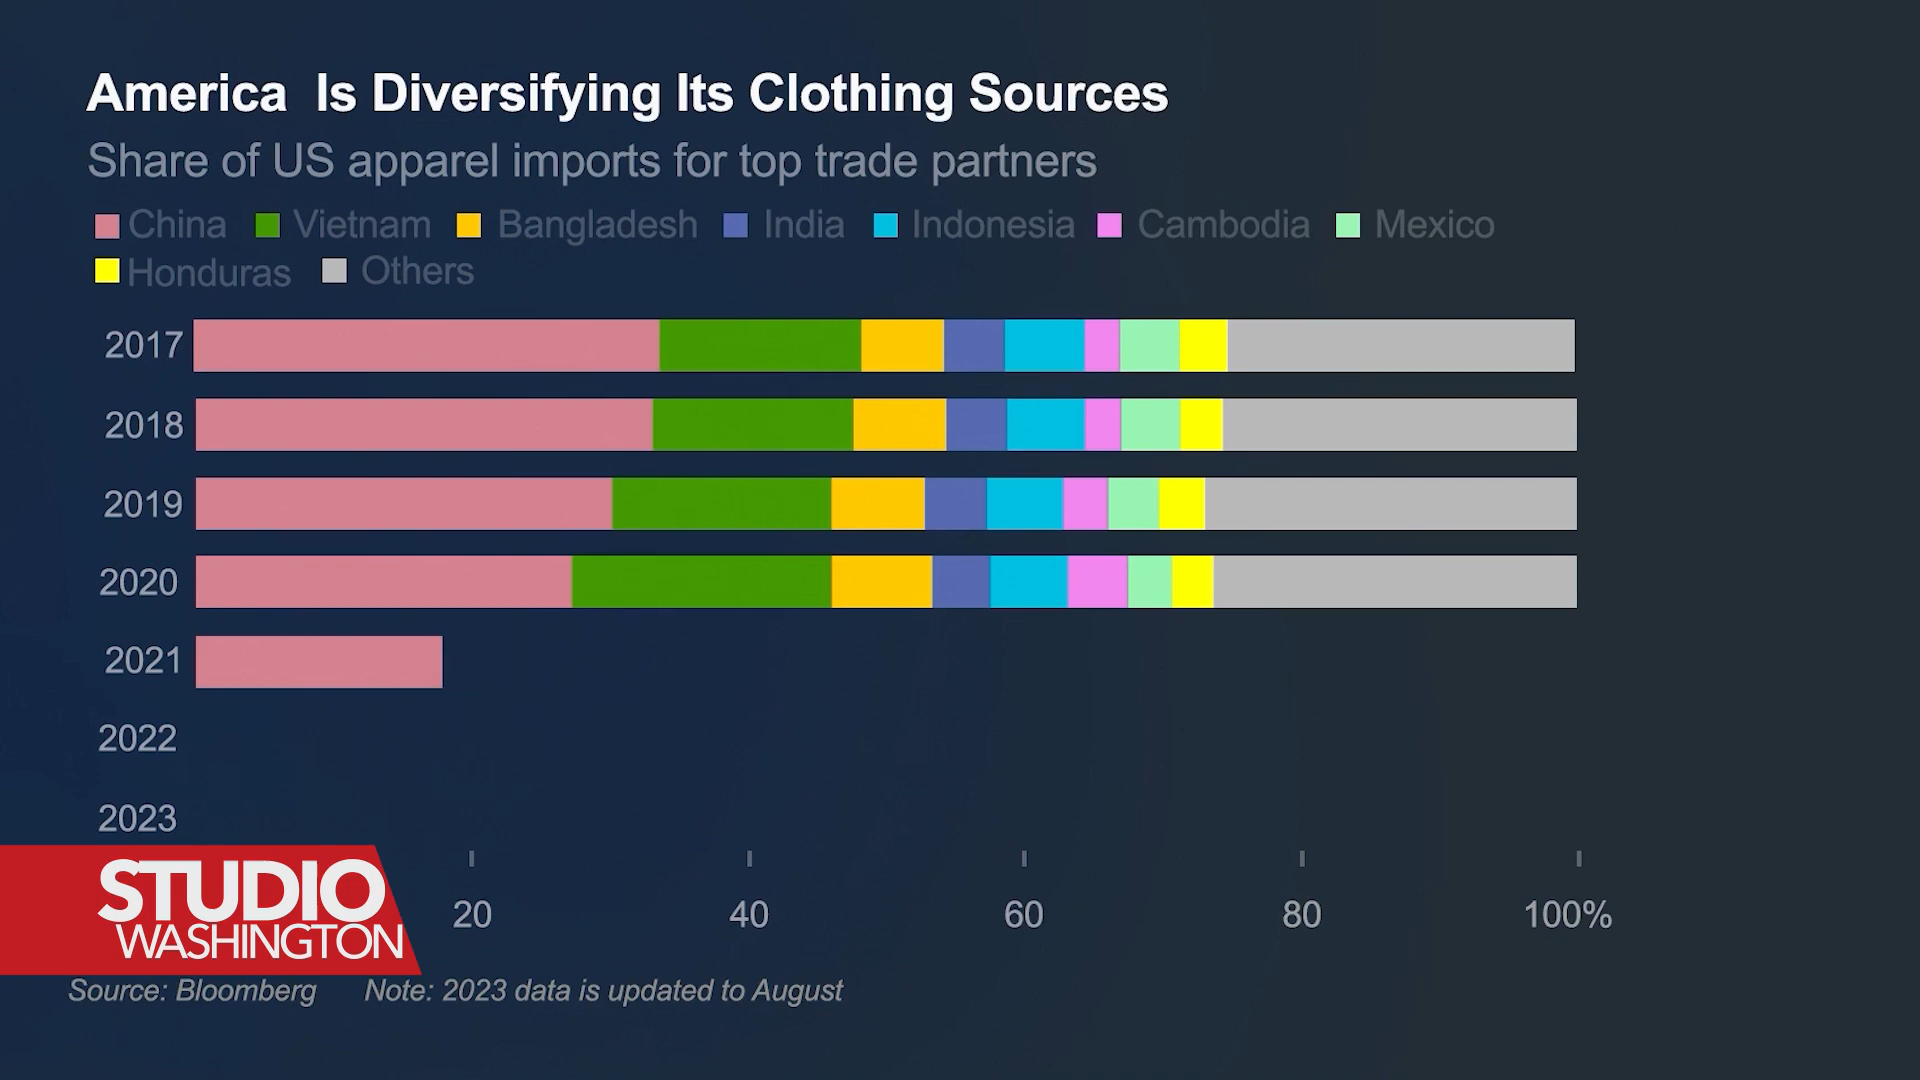 America  Is Diversifying Its Clothing Sources
Share of US apparel imports for top trade partners
China Vietnam Bangladesh India Indonesia Cambodia Mexico
Honduras Others
2017
2018
2019
2020
2021
2022
2023
20 40 60 80 100%
STUDIO
WASHINGTON
Source: Bloomberg Note: 2023 data is updated to August